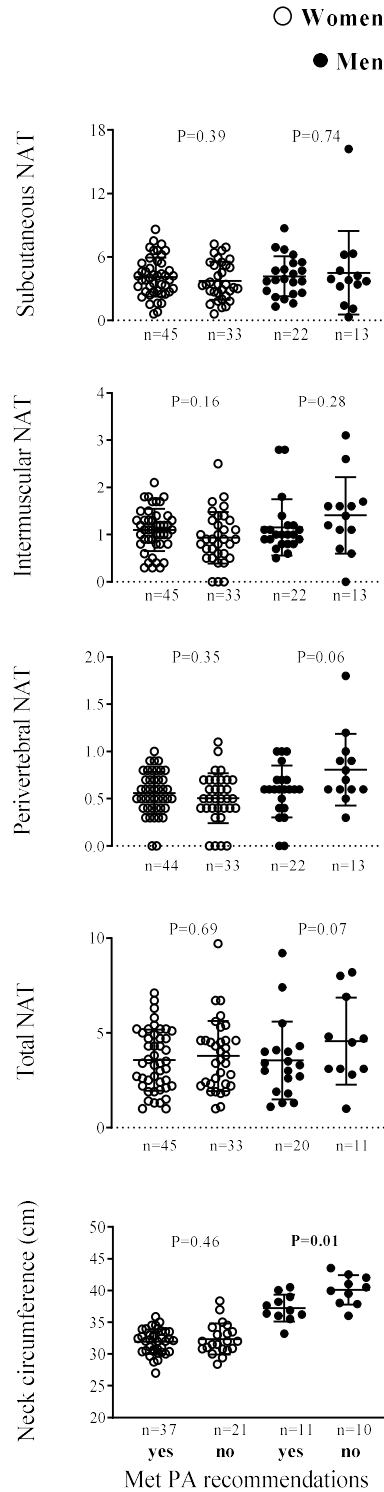 Women
Men
Subcutaneous NAT
18
12
6
0
P=0.39 P=0.74
n=45 n=33 n=22 n=13
Intermuscular NAT
4
3
2
1
0
P=0.16 P=0.28
n=45 n=33 n=22 n=13
Perivertebral NAT
2.0
1.5
1.0
0.5
0.0
P=0.35 P=0.06
n=44 n=33 n=22 n=13
Total NAT
10
5
0
P=0.69 P=0.07
n=45 n=33 n=20 n=11
Neck circumference (cm)
50
45
40
35
30
25
20
P=0.46 P=0.01
n=37 n=21 n=11 n=10
yes no yes no
Met PA recommendations